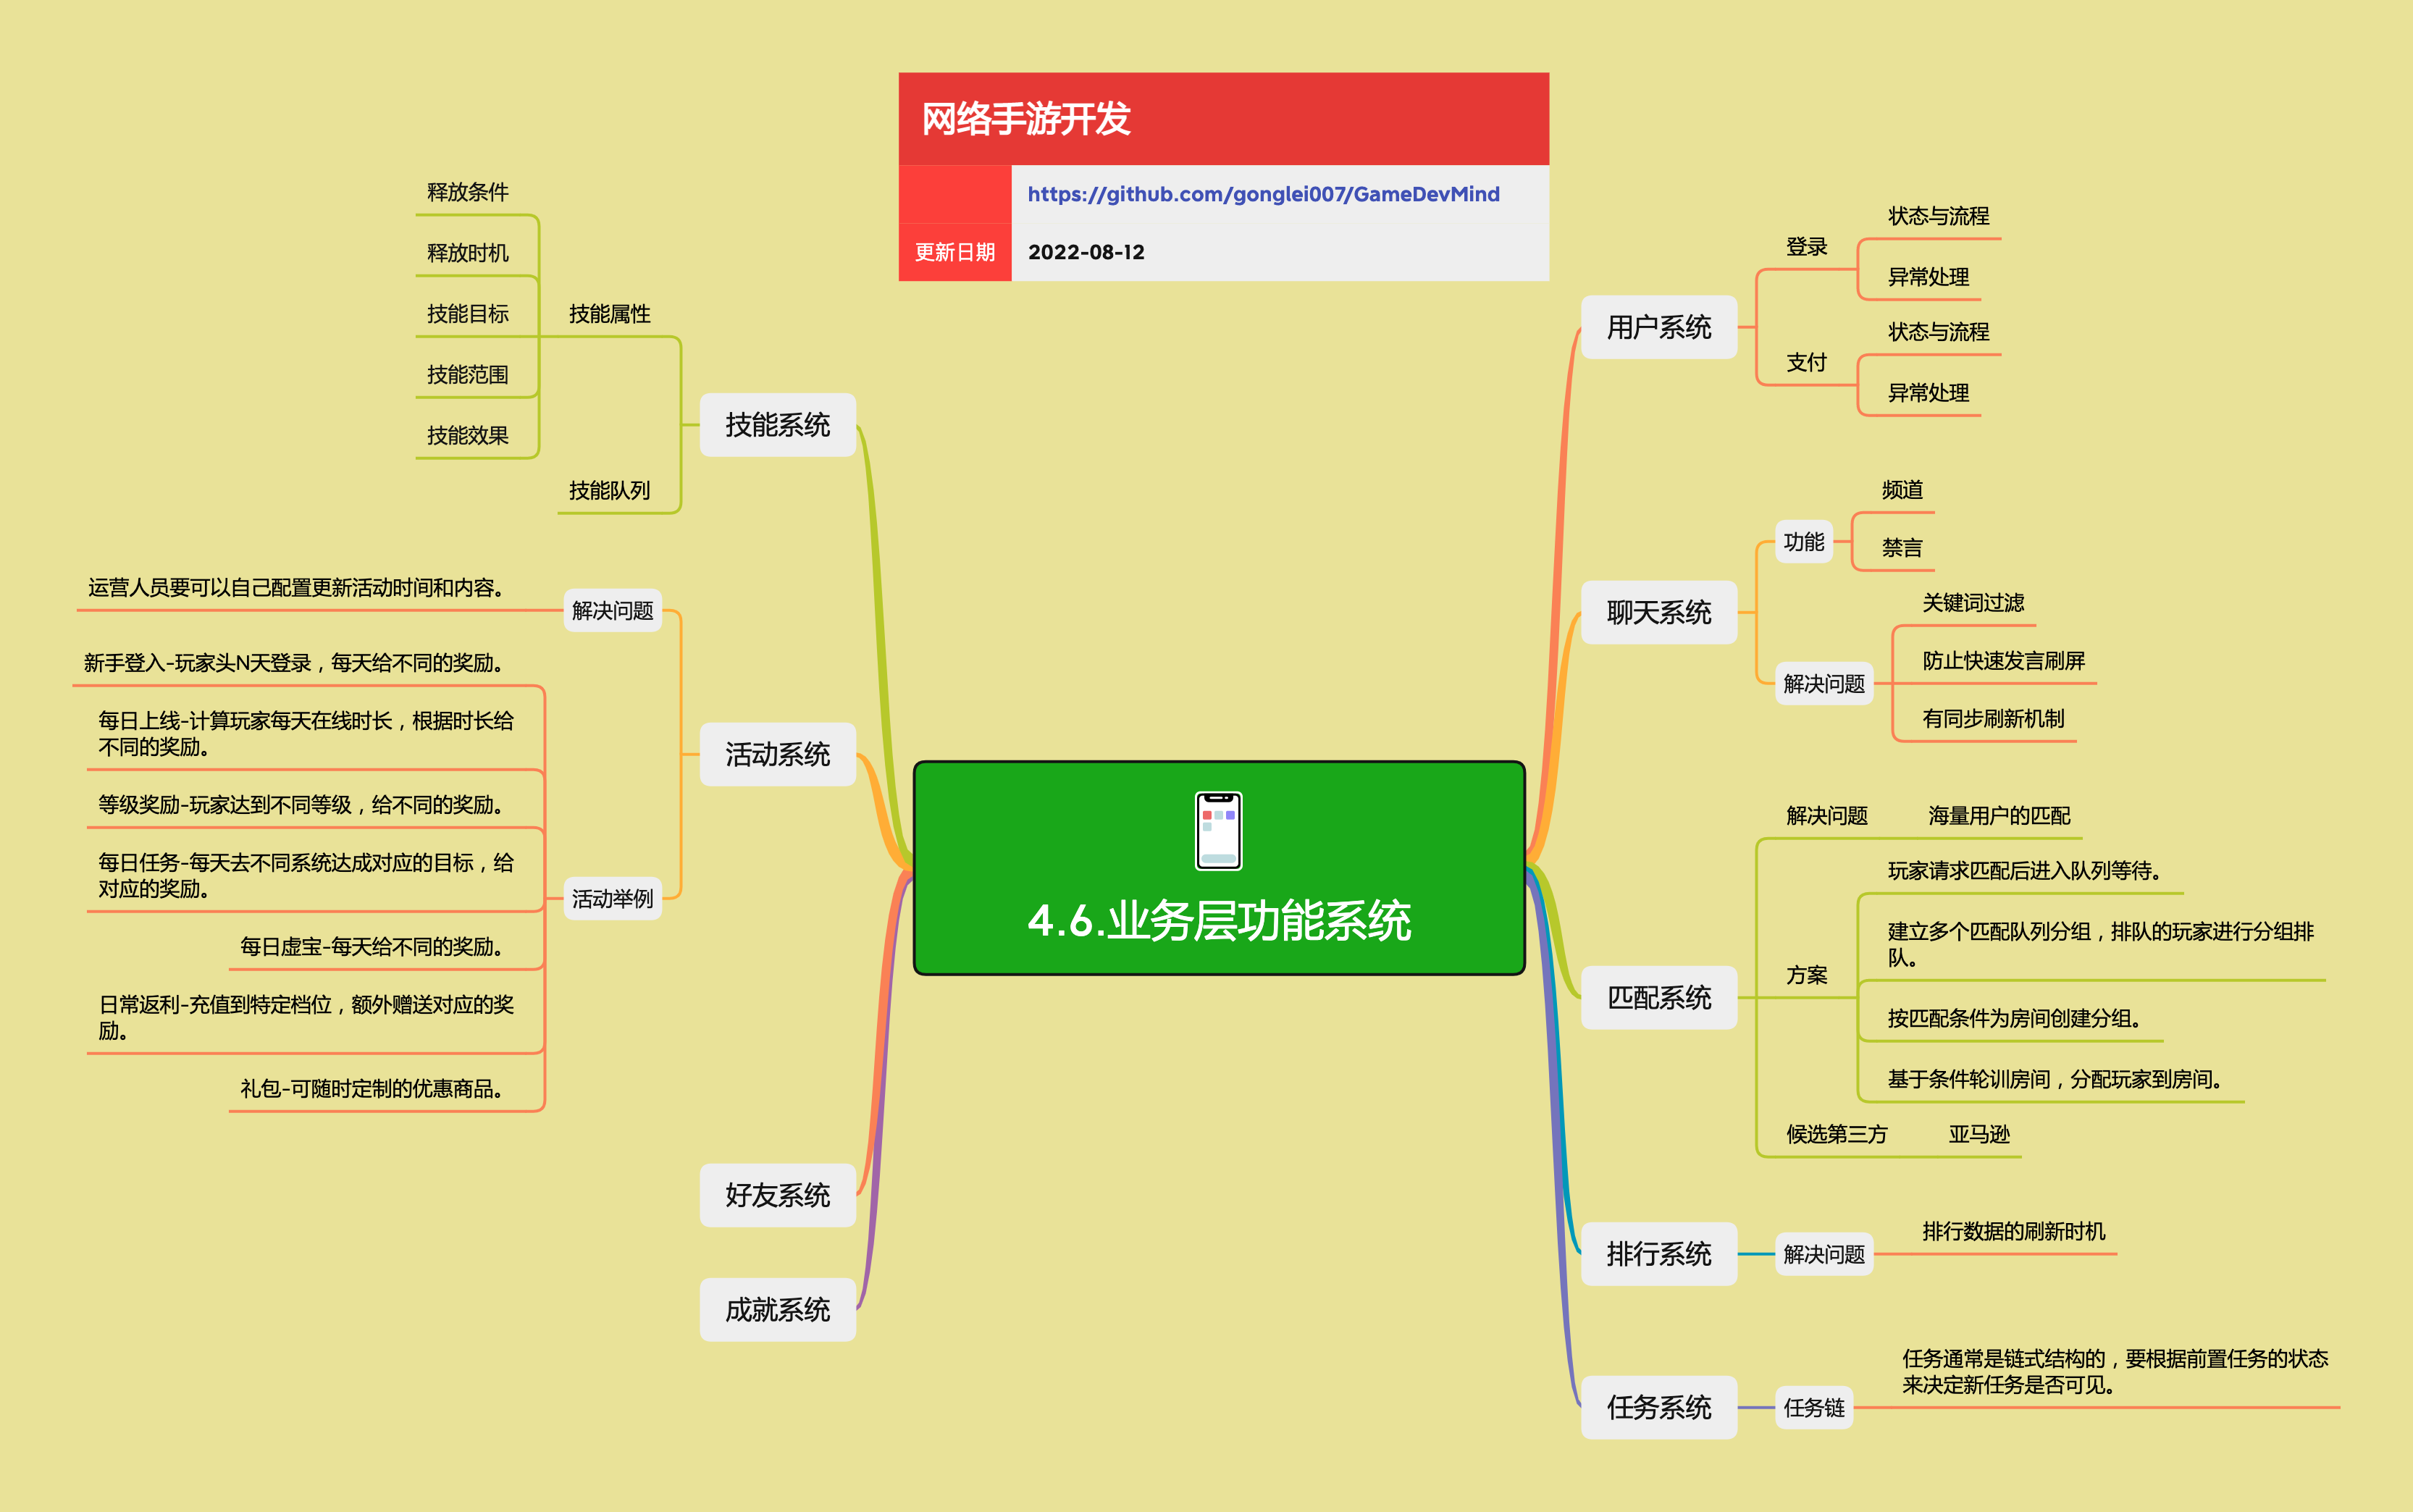 网络手游开发
https://github.com/gonglei007/GameDevMind
更新日期
2022-08-12
4.6.业务层功能系统
用户系统
登录
状态与流程
异常处理
支付
状态与流程
异常处理
聊天系统
功能
频道
禁言
解决问题
关键词过滤
防止快速发言刷屏
有同步刷新机制
匹配系统
解决问题
海量用户的匹配
方案
玩家请求匹配后进入队列等待。
建立多个匹配队列分组，排队的玩家进行分组排
队。
按匹配条件为房间创建分组。
基于条件轮训房间，分配玩家到房间。
候选第三方
亚马逊
排行系统
解决问题
排行数据的刷新时机
任务系统
任务链
任务通常是链式结构的，要根据前置任务的状态
来决定新任务是否可见。
技能系统
技能属性
释放条件
释放时机
技能目标
技能范围
技能效果
技能队列
活动系统
解决问题
运营人员要可以自己配置更新活动时间和内容。
活动举例
新手登入-玩家头N天登录，每天给不同的奖励。
每日上线-计算玩家每天在线时长，根据时长给
不同的奖励。
等级奖励-玩家达到不同等级，给不同的奖励。
每日任务-每天去不同系统达成对应的目标，给
对应的奖励。
每日虚宝-每天给不同的奖励。
日常返利-充值到特定档位，额外赠送对应的奖
励。
礼包-可随时定制的优惠商品。
好友系统
成就系统